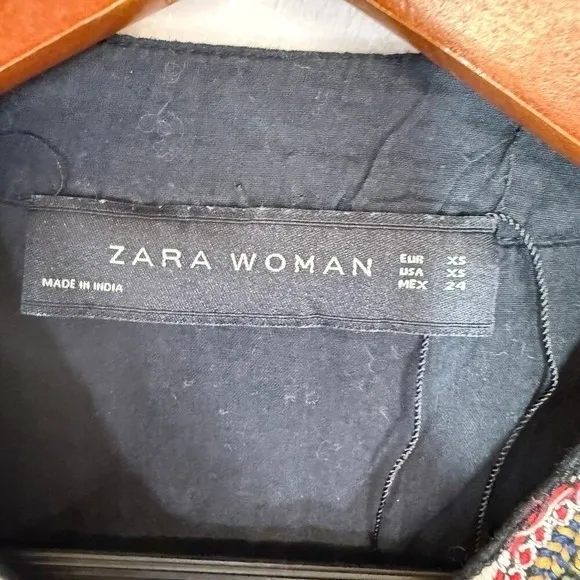 ZARA WOMAN
EUR XS
USA XS
MEX 24
MADE IN INDIA